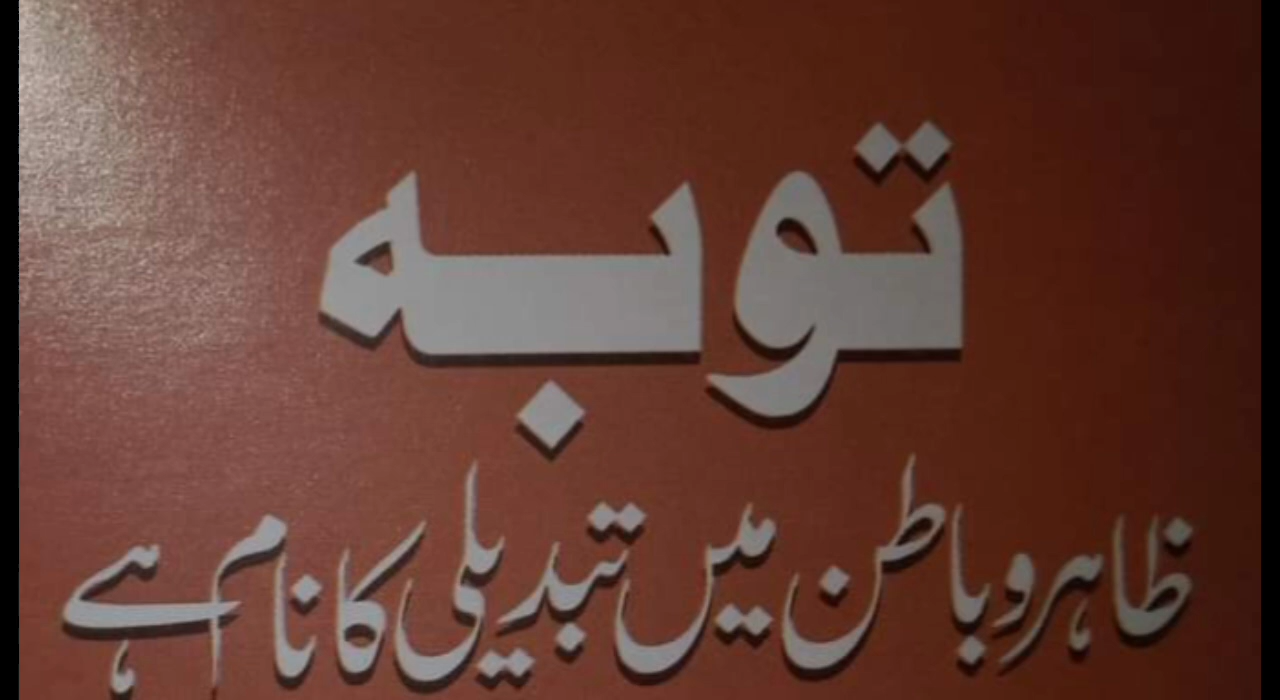 توبہ
ظاہر و باطن میں تبدیلی کا نام ہے